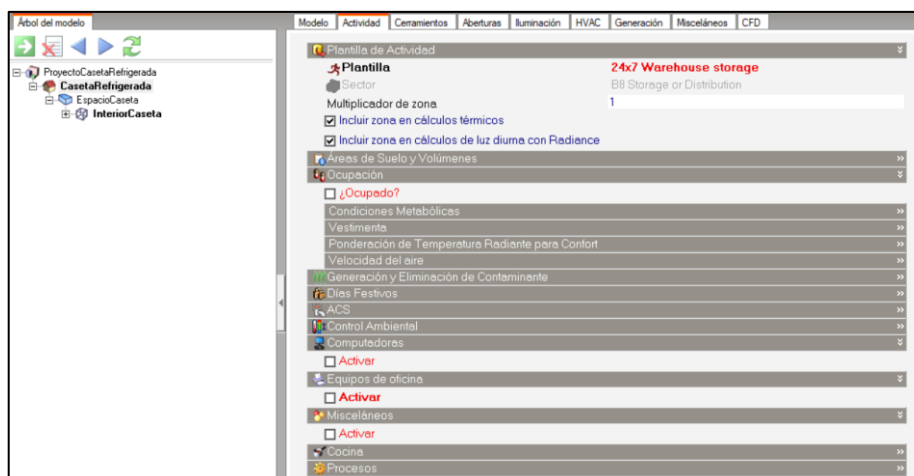 Árbol del modelo
Modelo Actividad Cerramientos Aberturas Iluminación HVAC Generación Misceláneos CFD
ProyectoCasetaRefrigerada
CasetaRefrigerada
EspacioCaseta
InteriorCaseta
Plantilla de Actividad
Plantilla 24x7 Warehouse storage
Sector B8 Storage or Distribution
Multiplicador de zona 1
Incluir zona en cálculos térmicos
Incluir zona en cálculos de luz diurna con Radiance
Áreas de Suelo y Volúmenes
Ocupación
¿Ocupado?
Condiciones Metabólicas
Vestimenta
Ponderación de Temperatura Radiante para Confort
Velocidad del aire
Generación y Eliminación de Contaminante
Días Festivos
ACS
Control Ambiental
Computadoras
Activar
Equipos de oficina
Activar
Misceláneos
Activar
Cocina
Procesos